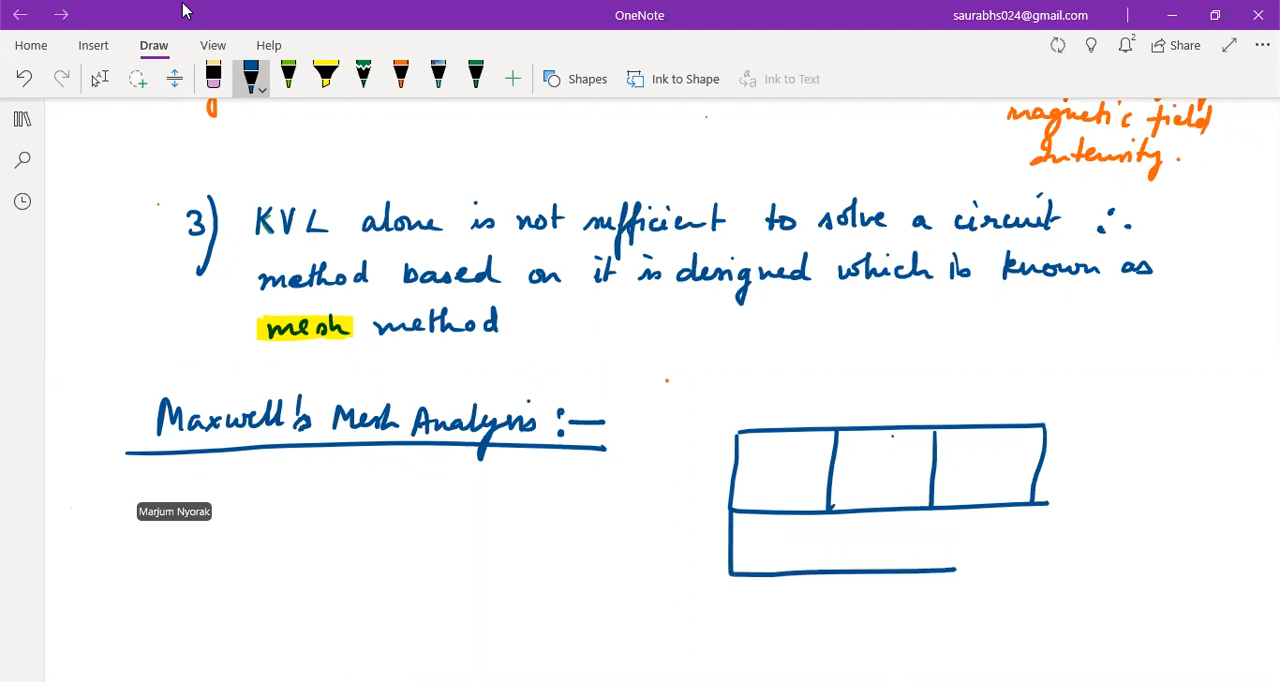 OneNote
saurabhs024@gmail.com
Home Insert Draw View Help
Share
Shapes Ink to Shape Ink to Text
magnetic field
Intensity.
3) KVL alone is not sufficient to solve a circuit ∴
method based on it is designed which is known as
mesh method
Maxwell's Mesh Analysis :—
Marjum Nyorak